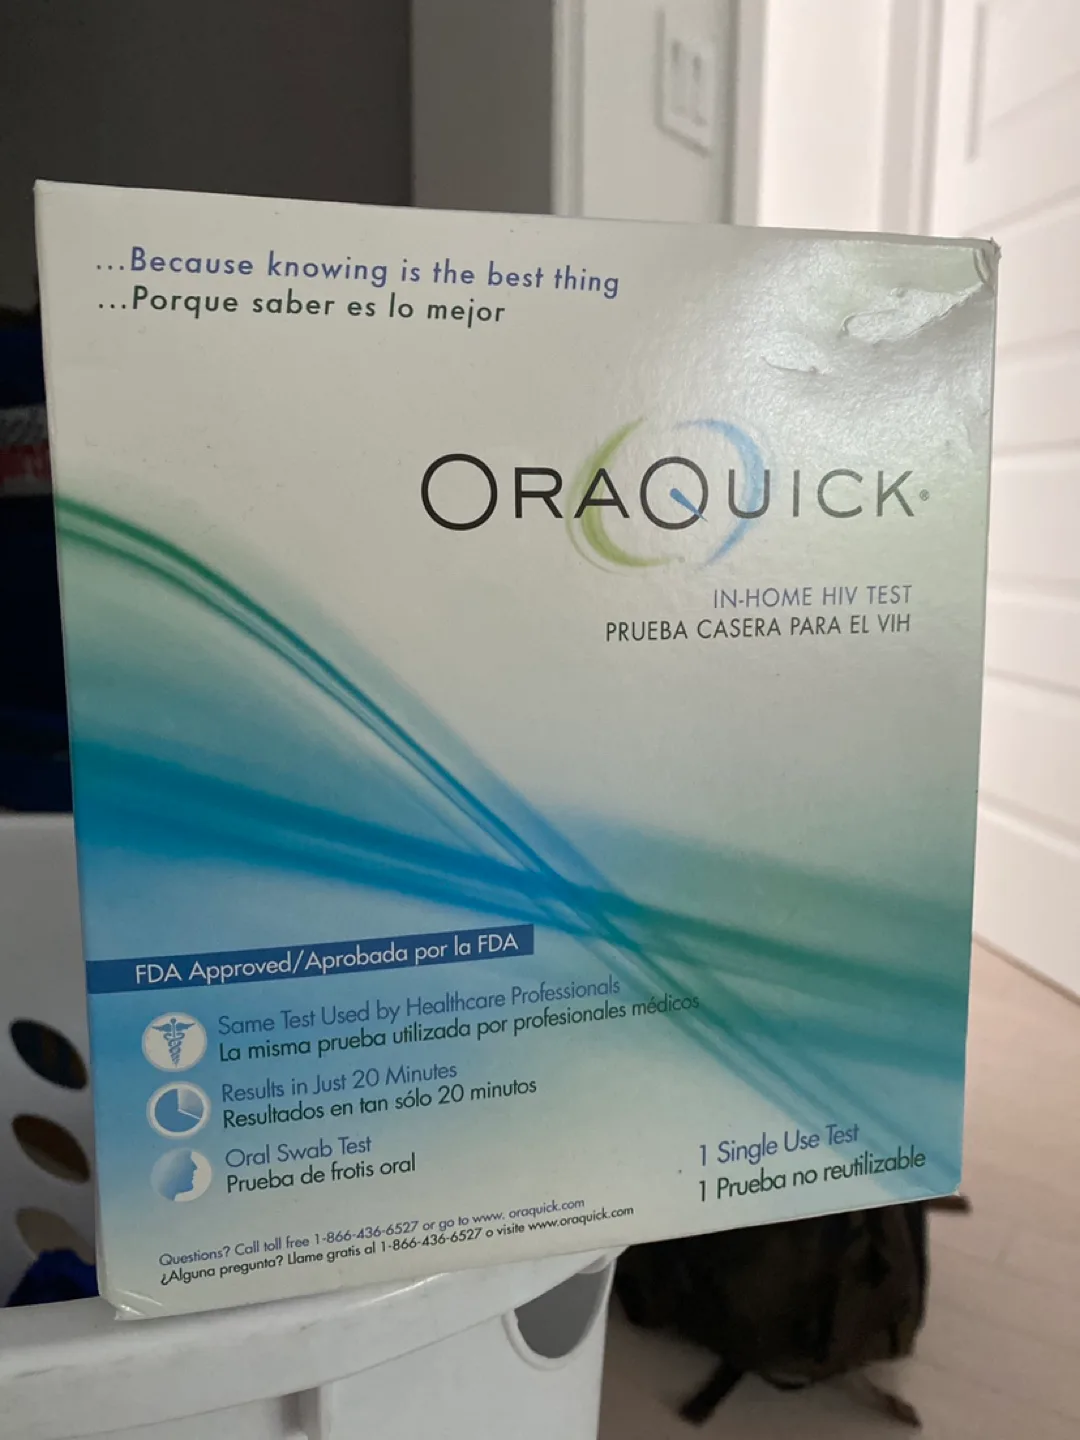 ...Because knowing is the best thing
...Porque saber es lo mejor
ORAQUICK®
IN-HOME HIV TEST
PRUEBA CASERA PARA EL VIH
FDA Approved/Aprobada por la FDA
Same Test Used by Healthcare Professionals
La misma prueba utilizada por profesionales médicos
Results in Just 20 Minutes
Resultados en tan sólo 20 minutos
Oral Swab Test
Prueba de frotis oral
1 Single Use Test
1 Prueba no reutilizable
Questions? Call toll free 1-866-436-6527 or go to www. oraquick.com
¿Alguna pregunta? Llame gratis al 1-866-436-6527 o visite www.oraquick.com